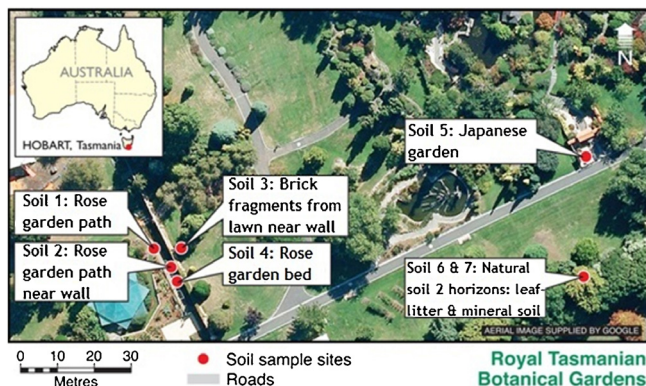 AUSTRALIA
HOBART, Tasmania
N
Soil 5: Japanese
garden
Soil 3: Brick
fragments from
lawn near wall
Soil 1: Rose
garden path
Soil 2: Rose
garden path
near wall
Soil 4: Rose
garden bed
Soil 6 & 7: Natural
soil 2 horizons: leaf-
litter & mineral soil
AERIAL IMAGE SUPPLIED BY GOOGLE
0 10 20 30
Metres
Soil sample sites
Roads
Royal Tasmanian
Botanical Gardens